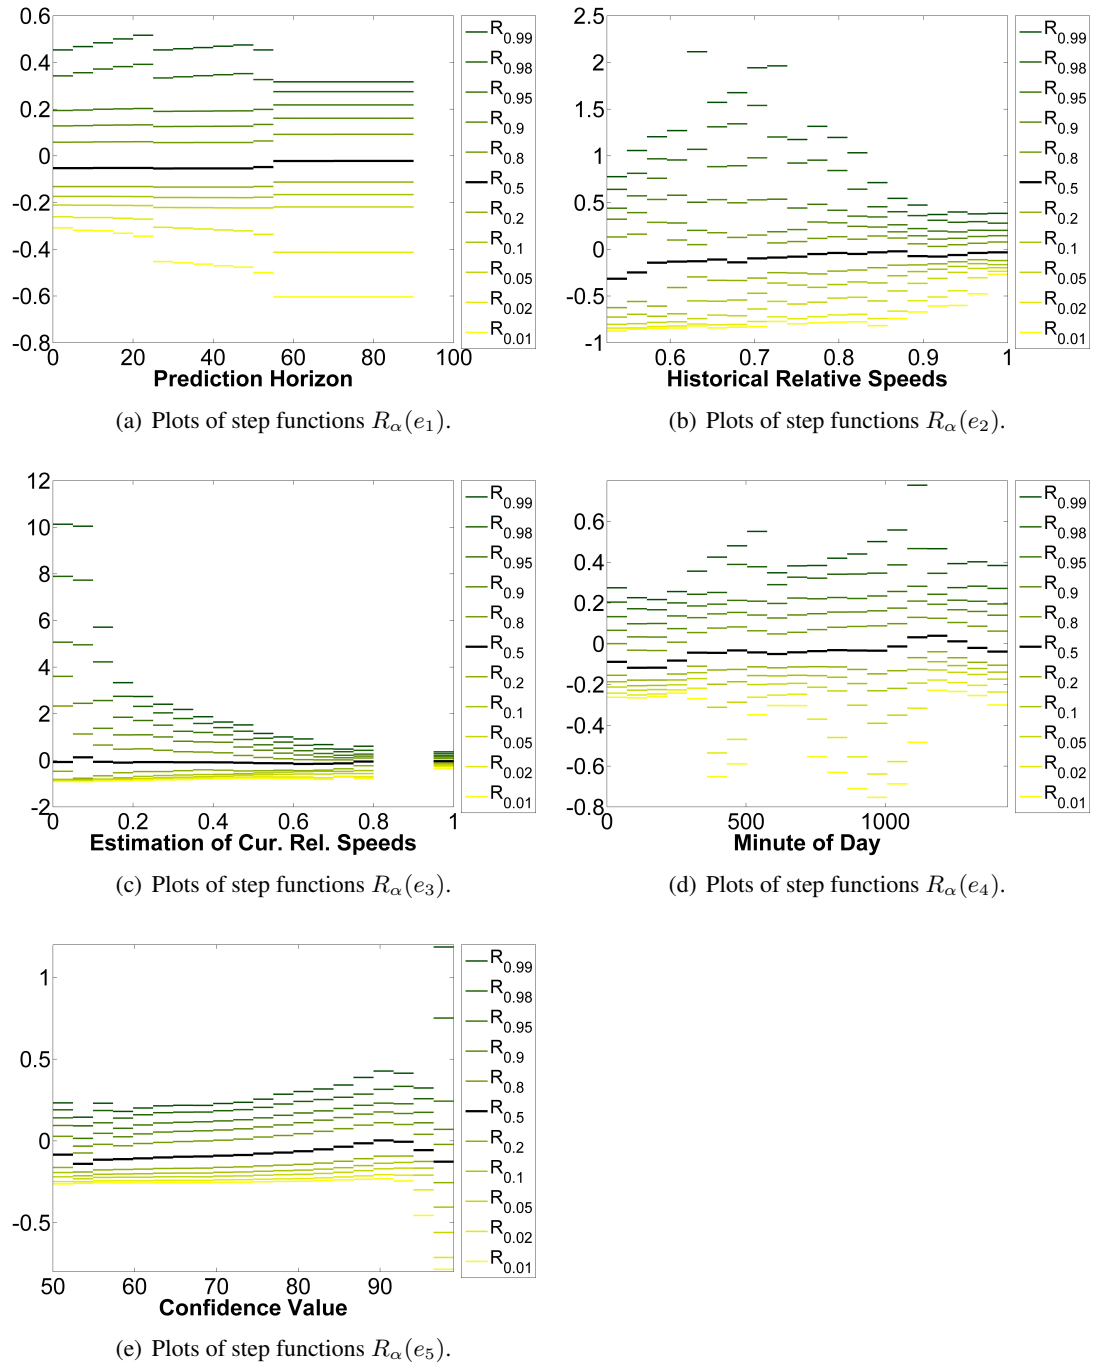 0.6
0.4
0.2
0
-0.2
-0.4
-0.6
-0.8
0 20 40 60 80 100
Prediction Horizon
R0.99
R0.98
R0.95
R0.9
R0.8
R0.5
R0.2
R0.1
R0.05
R0.02
R0.01
(a) Plots of step functions Rα(e1).
2.5
2
1.5
1
0.5
0
-0.5
-1
0.6 0.7 0.8 0.9 1
Historical Relative Speeds
R0.99
R0.98
R0.95
R0.9
R0.8
R0.5
R0.2
R0.1
R0.05
R0.02
R0.01
(b) Plots of step functions Rα(e2).
12
10
8
6
4
2
0
-2
0 0.2 0.4 0.6 0.8 1
Estimation of Cur. Rel. Speeds
R0.99
R0.98
R0.95
R0.9
R0.8
R0.5
R0.2
R0.1
R0.05
R0.02
R0.01
(c) Plots of step functions Rα(e3).
0.6
0.4
0.2
0
-0.2
-0.4
-0.6
-0.8
0 500 1000
Minute of Day
R0.99
R0.98
R0.95
R0.9
R0.8
R0.5
R0.2
R0.1
R0.05
R0.02
R0.01
(d) Plots of step functions Rα(e4).
1
0.5
0
-0.5
50 60 70 80 90
Confidence Value
R0.99
R0.98
R0.95
R0.9
R0.8
R0.5
R0.2
R0.1
R0.05
R0.02
R0.01
(e) Plots of step functions Rα(e5).